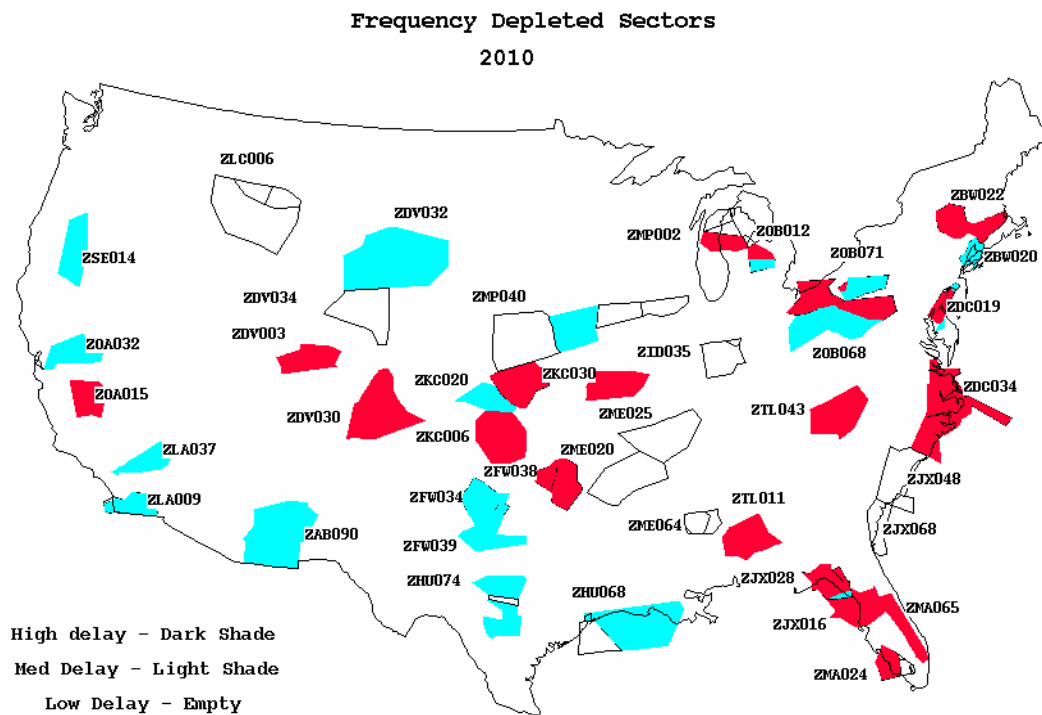 Frequency Depleted Sectors
2010
ZLC006
ZBW022
ZDV032
ZMP002
ZOB012
ZOB071
ZSE014
ZBW020
ZDV034
ZMP040
ZDC019
ZDV003
ZOA032
ZID035
ZOB068
ZKC020
ZKC030
ZOA015
ZDC034
ZDV030
ZME025
ZTL043
ZKC006
ZLA037
ZFW038
ZME020
ZJX048
ZLA009
ZFW034
ZTL011
ZAB090
ZME064
ZJX068
ZFW039
ZHU074
ZHU068
ZJX028
ZMA065
ZJX016
High delay - Dark Shade
Med Delay - Light Shade
ZMA024
Low Delay - Empty